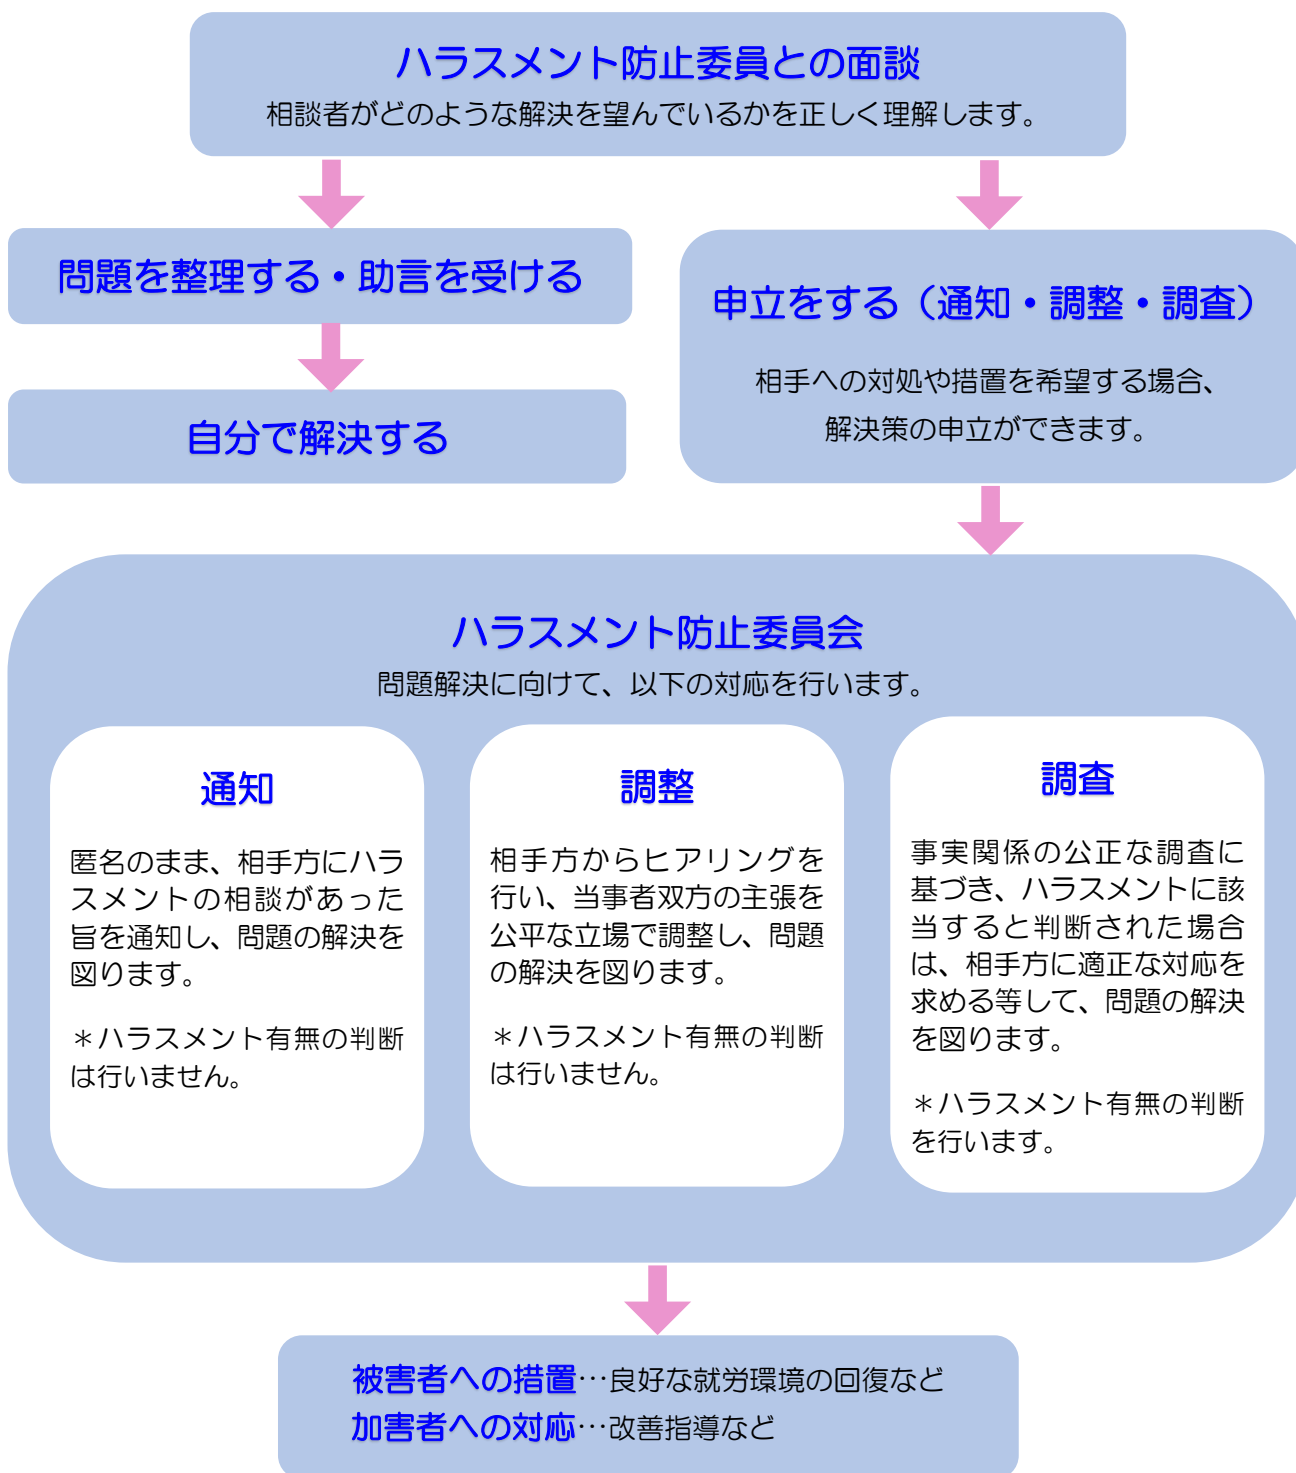 ハラスメント防止委員との面談
相談者がどのような解決を望んでいるかを正しく理解します。
問題を整理する・助言を受ける
自分で解決する
申立をする（通知・調整・調査）
相手への対処や措置を希望する場合、
解決策の申立ができます。
ハラスメント防止委員会
問題解決に向けて、以下の対応を行います。
通知
匿名のまま、相手方にハラ
スメントの相談があった
旨を通知し、問題の解決を
図ります。
＊ハラスメント有無の判断
は行いません。
調整
相手方からヒアリングを
行い、当事者双方の主張を
公平な立場で調整し、問題
の解決を図ります。
＊ハラスメント有無の判断
は行いません。
調査
事実関係の公正な調査に
基づき、ハラスメントに該
当すると判断された場合
は、相手方に適正な対応を
求める等して、問題の解決
を図ります。
＊ハラスメント有無の判断
を行います。
被害者への措置…良好な就労環境の回復など
加害者への対応…改善指導など